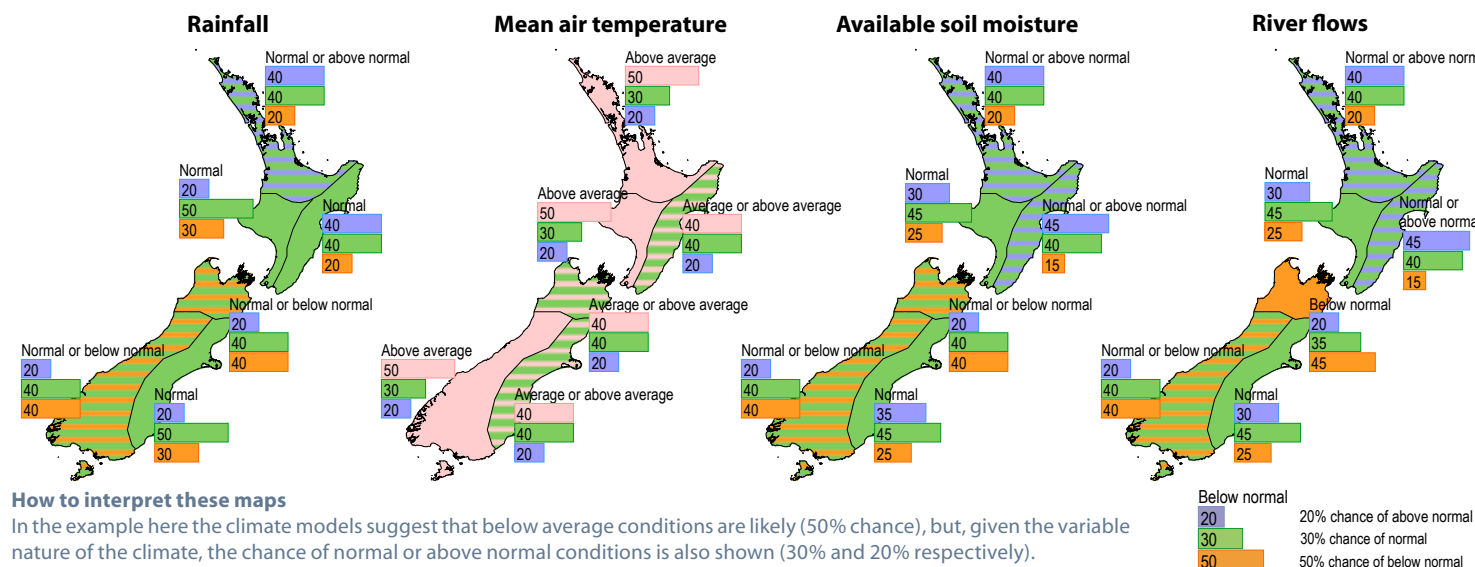 Rainfall
Normal or above normal
40
40
20
Normal
20
50
30
Normal
40
40
20
Normal or below normal
20
40
40
Normal or below normal
20
40
40
Normal
20
50
30
Mean air temperature
Above average
50
30
20
Above average
50
30
20
Average or above average
40
40
20
Average or above average
40
40
20
Above average
50
30
20
Average or above average
40
40
20
Available soil moisture
Normal or above normal
40
40
20
Normal
30
45
25
Normal or above normal
45
40
15
Normal or below normal
20
40
40
Normal or below normal
20
40
40
Normal
35
45
25
River flows
Normal or above norma
40
40
20
Normal
30
45
25
Normal or
above norma
45
40
15
Below normal
20
35
45
Normal or below normal
20
40
40
Normal
30
45
25
How to interpret these maps
In the example here the climate models suggest that below average conditions are likely (50% chance), but, given the variable
nature of the climate, the chance of normal or above normal conditions is also shown (30% and 20% respectively).
Below normal
20 20% chance of above normal
30 30% chance of normal
50 50% chance of below normal